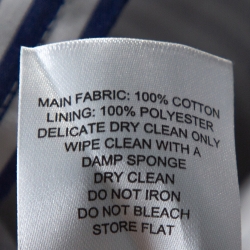 MAIN FABRIC: 100% COTTON
LINING: 100% POLYESTER
DELICATE DRY CLEAN ONLY
WIPE CLEAN WITH A
DAMP SPONGE
DRY CLEAN
DO NOT IRON
DO NOT BLEACH
STORE FLAT